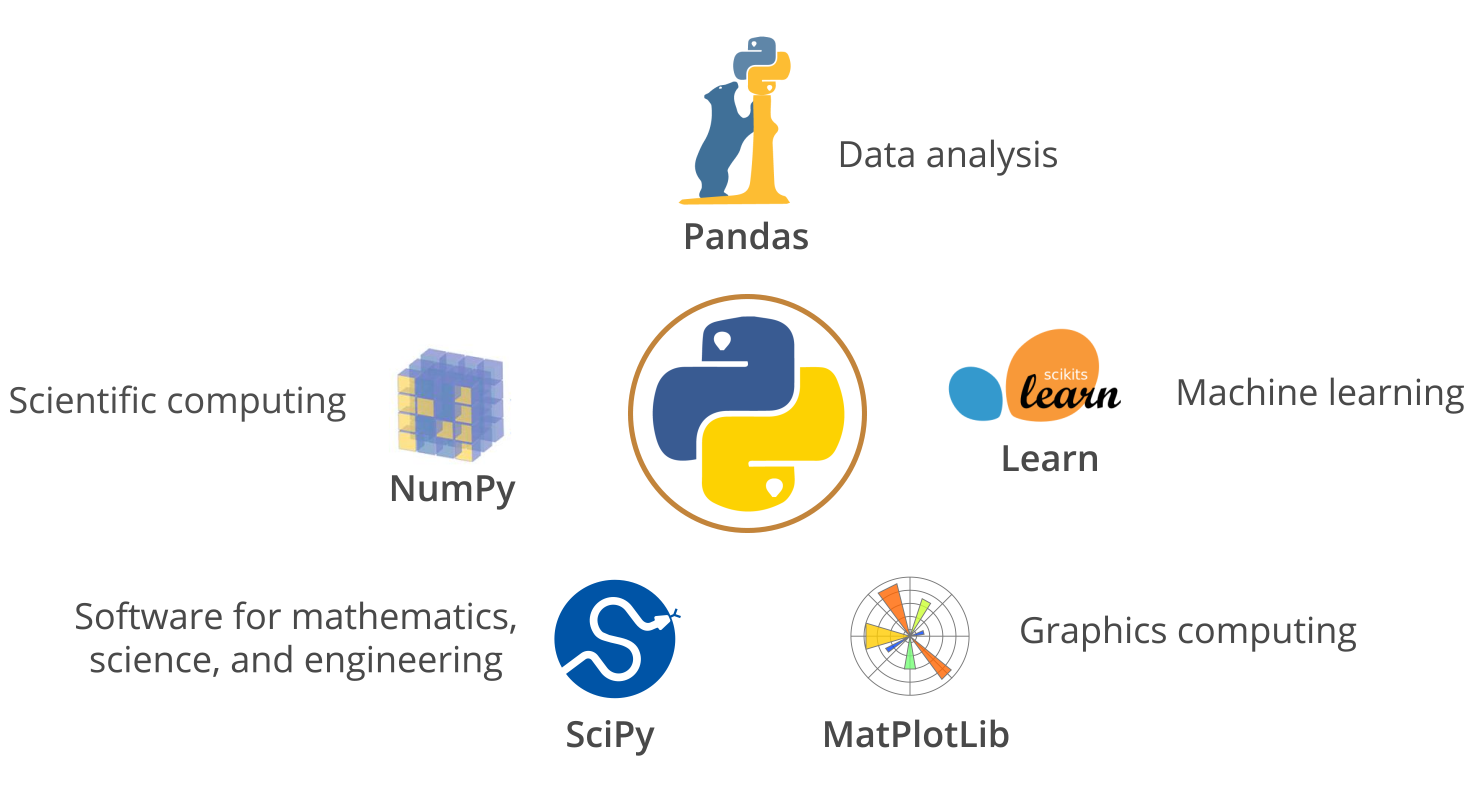 Data analysis
Pandas
Scientific computing
NumPy
scikits
learn
Learn
Machine learning
Software for mathematics,
science, and engineering
SciPy
MatPlotLib
Graphics computing